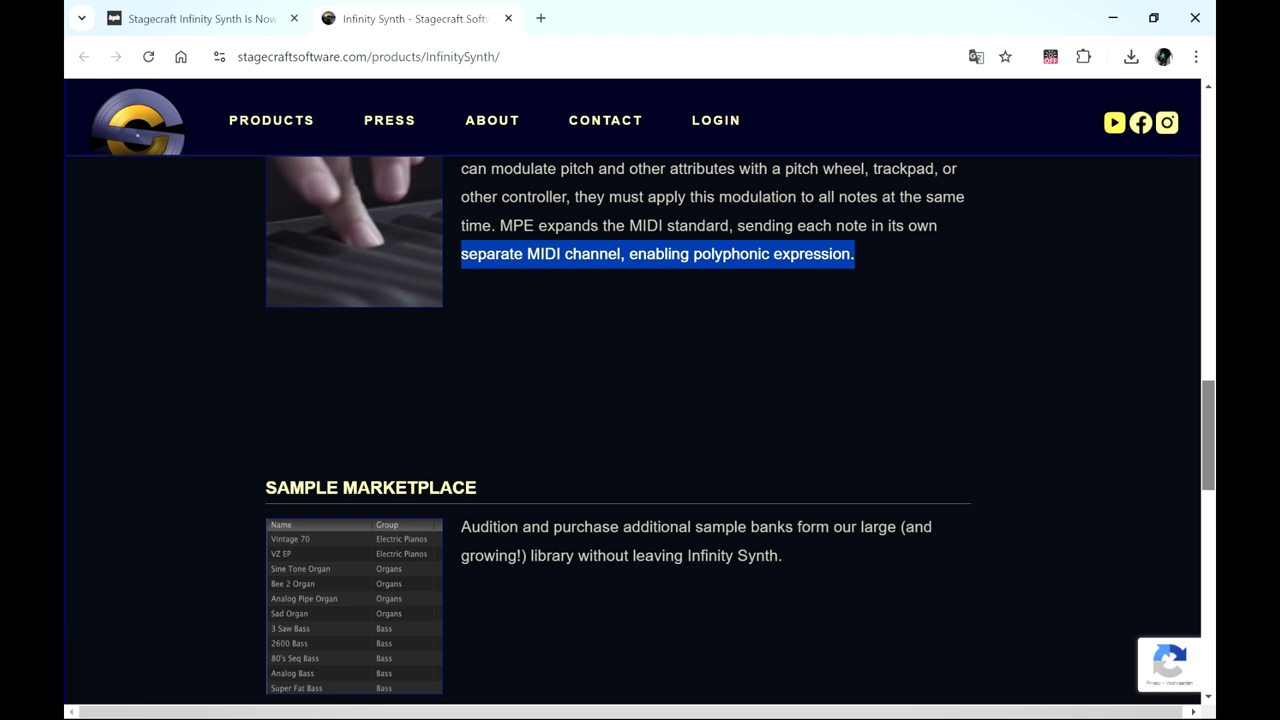 Stagecraft Infinity Synth Is Now
Infinity Synth - Stagecraft Softw
stagecraftsoftware.com/products/InfinitySynth/
OFF
PRODUCTS PRESS ABOUT CONTACT LOGIN
can modulate pitch and other attributes with a pitch wheel, trackpad, or
other controller, they must apply this modulation to all notes at the same
time. MPE expands the MIDI standard, sending each note in its own
separate MIDI channel, enabling polyphonic expression.
SAMPLE MARKETPLACE
Name Group
Vintage 70 Electric Pianos
VZ EP Electric Pianos
Sine Tone Organ Organs
Bee 2 Organ Organs
Analog Pipe Organ Organs
Sad Organ Organs
3 Saw Bass Bass
2600 Bass Bass
80's Seq Bass Bass
Analog Bass Bass
Super Fat Bass Bass
Audition and purchase additional sample banks form our large (and
growing!) library without leaving Infinity Synth.
Privacy - Voorwaarden